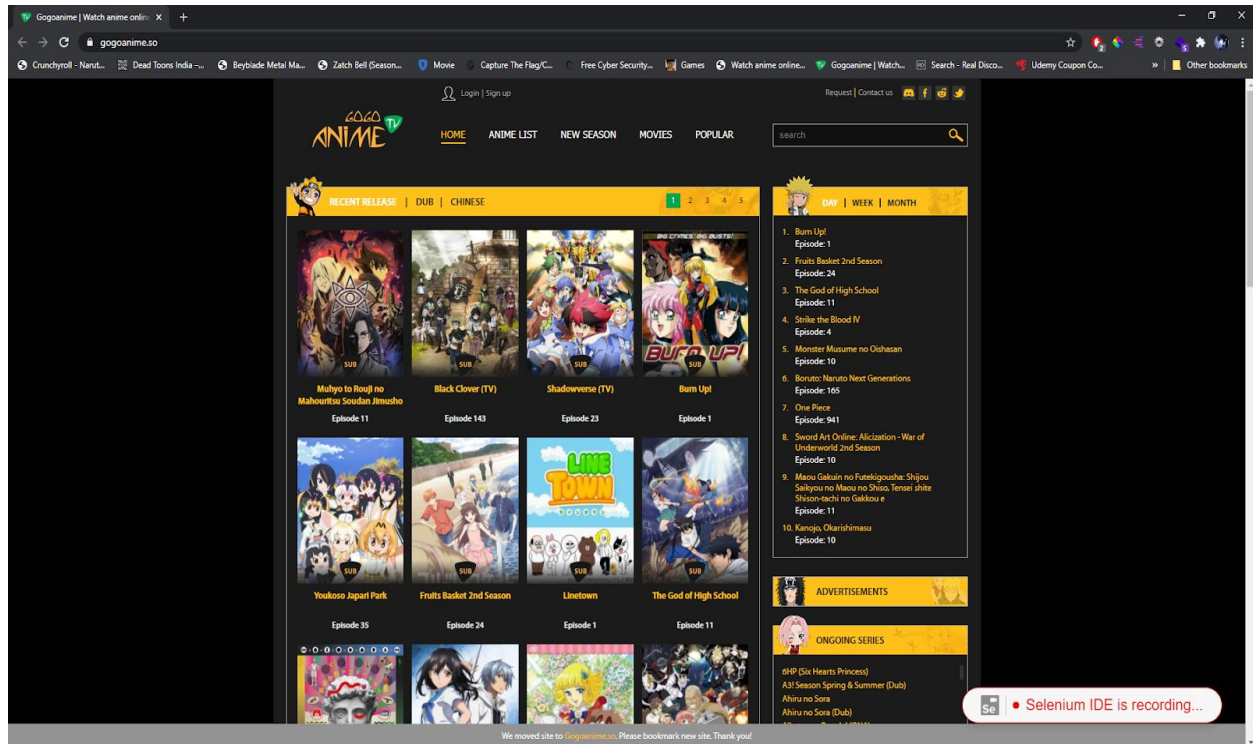 Gogoanime | Watch anime onlin
gogoanime.so
Crunchyroll - Narut... Dead Toons India –... Beyblade Metal Ma... Zatch Bell (Season... Movie Capture The Flag/C... Free Cyber Security... Games Watch anime online... Gogoanime | Watch... Search - Real Disco... Udemy Coupon Co... » Other bookmarks
Login | Sign up
Request | Contact us
GOGO
ANIME TV
HOME ANIME LIST NEW SEASON MOVIES POPULAR
search
RECENT RELEASE | DUB | CHINESE
1 2 3 4 5
SUB SUB SUB SUB
BURN UP!
Muhyo to Rouji no
Mahouritsu Soudan Jimusho
Episode 11
Black Clover (TV)
Episode 143
Shadowverse (TV)
Episode 23
Burn Up!
Episode 1
LINE
TOWN
SUB SUB SUB SUB
Youkoso Japari Park
Episode 35
Fruits Basket 2nd Season
Episode 24
Linetown
Episode 1
The God of High School
Episode 11
DAY | WEEK | MONTH
1. Burn Up!
Episode: 1
2. Fruits Basket 2nd Season
Episode: 24
3. The God of High School
Episode: 11
4. Strike the Blood IV
Episode: 4
5. Monster Musume no Oishasan
Episode: 10
6. Boruto: Naruto Next Generations
Episode: 165
7. One Piece
Episode: 941
8. Sword Art Online: Alicization - War of
Underworld 2nd Season
Episode: 10
9. Maou Gakuin no Futekigousha: Shijou
Saikyou no Maou no Shiso, Tensei shite
Shison-tachi no Gakkou e
Episode: 11
10. Kanojo, Okarishimasu
Episode: 10
ADVERTISEMENTS
ONGOING SERIES
6HP (Six Hearts Princess)
A3! Season Spring & Summer (Dub)
Ahiru no Sora
Ahiru no Sora (Dub)
Se
Selenium IDE is recording...
We moved site to Gogoanime.so. Please bookmark new site. Thank you!